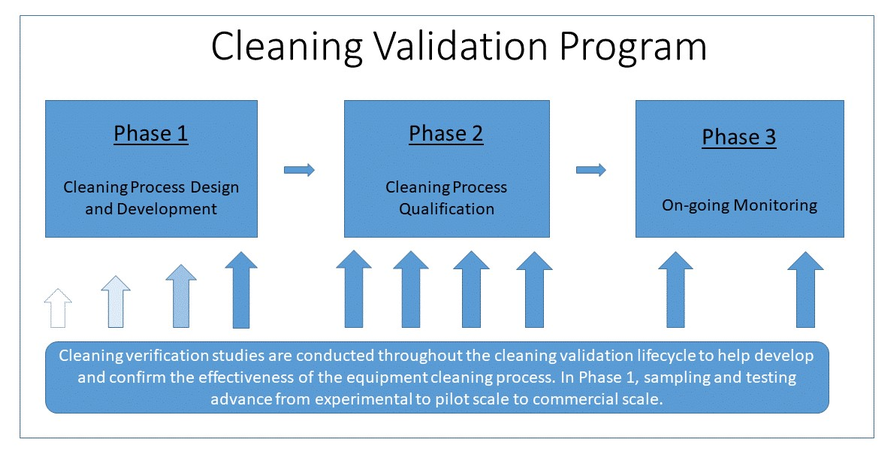 Cleaning Validation Program
Phase 1
Cleaning Process Design
and Development
Phase 2
Cleaning Process
Qualification
Phase 3
On-going Monitoring
Cleaning verification studies are conducted throughout the cleaning validation lifecycle to help develop
and confirm the effectiveness of the equipment cleaning process. In Phase 1, sampling and testing
advance from experimental to pilot scale to commercial scale.